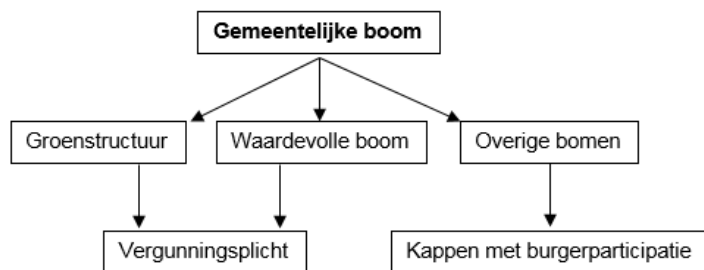 Gemeentelijke boom
Groenstructuur
Waardevolle boom
Overige bomen
Vergunningsplicht
Kappen met burgerparticipatie